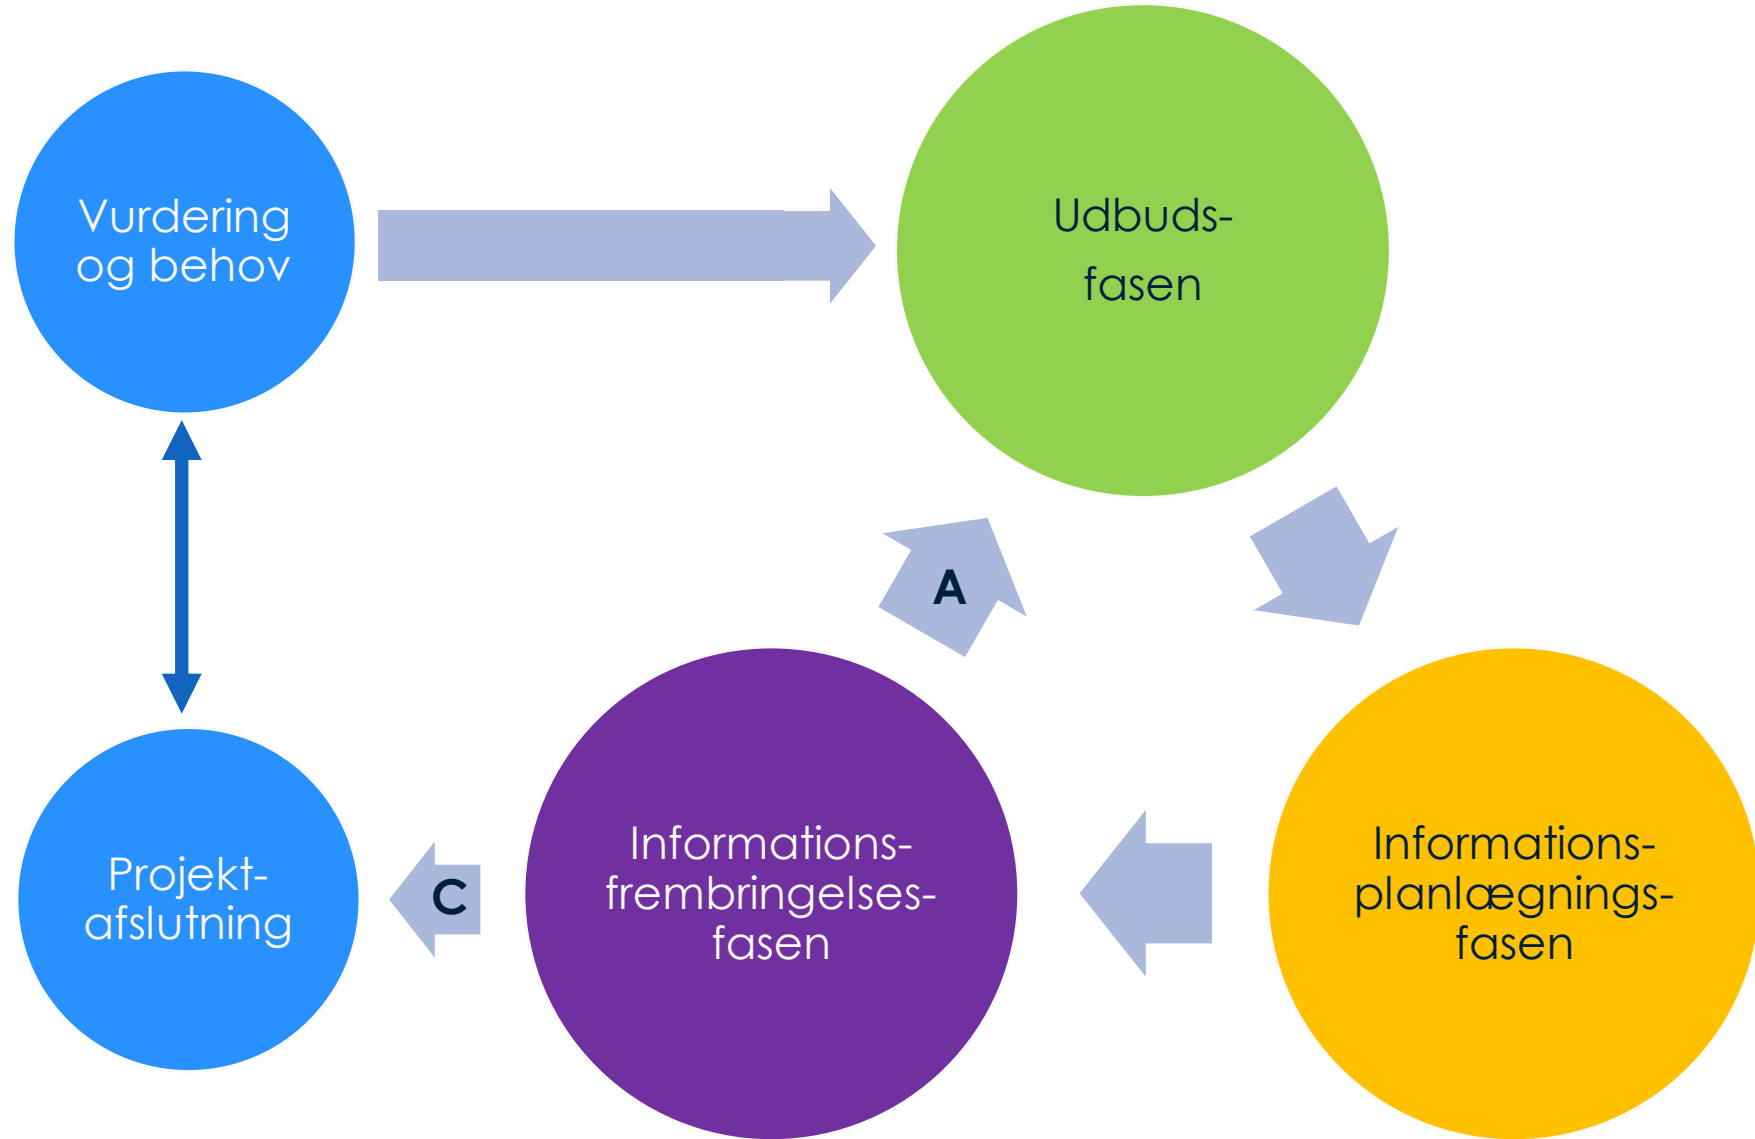 Vurdering
og behov
Udbuds-
fasen
A
Informations-
planlægnings-
fasen
Informations-
frembringelses-
fasen
C
Projekt-
afslutning